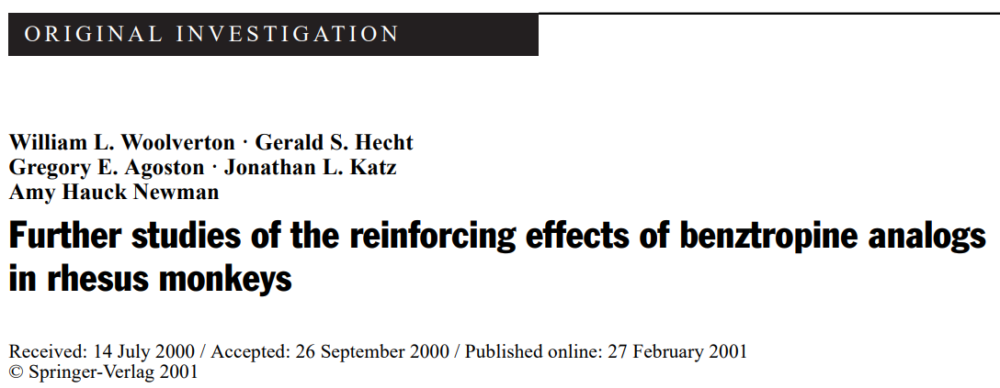 ORIGINAL INVESTIGATION
William L. Woolverton · Gerald S. Hecht
Gregory E. Agoston · Jonathan L. Katz
Amy Hauck Newman
Further studies of the reinforcing effects of benztropine analogs
in rhesus monkeys
Received: 14 July 2000 / Accepted: 26 September 2000 / Published online: 27 February 2001
© Springer-Verlag 2001